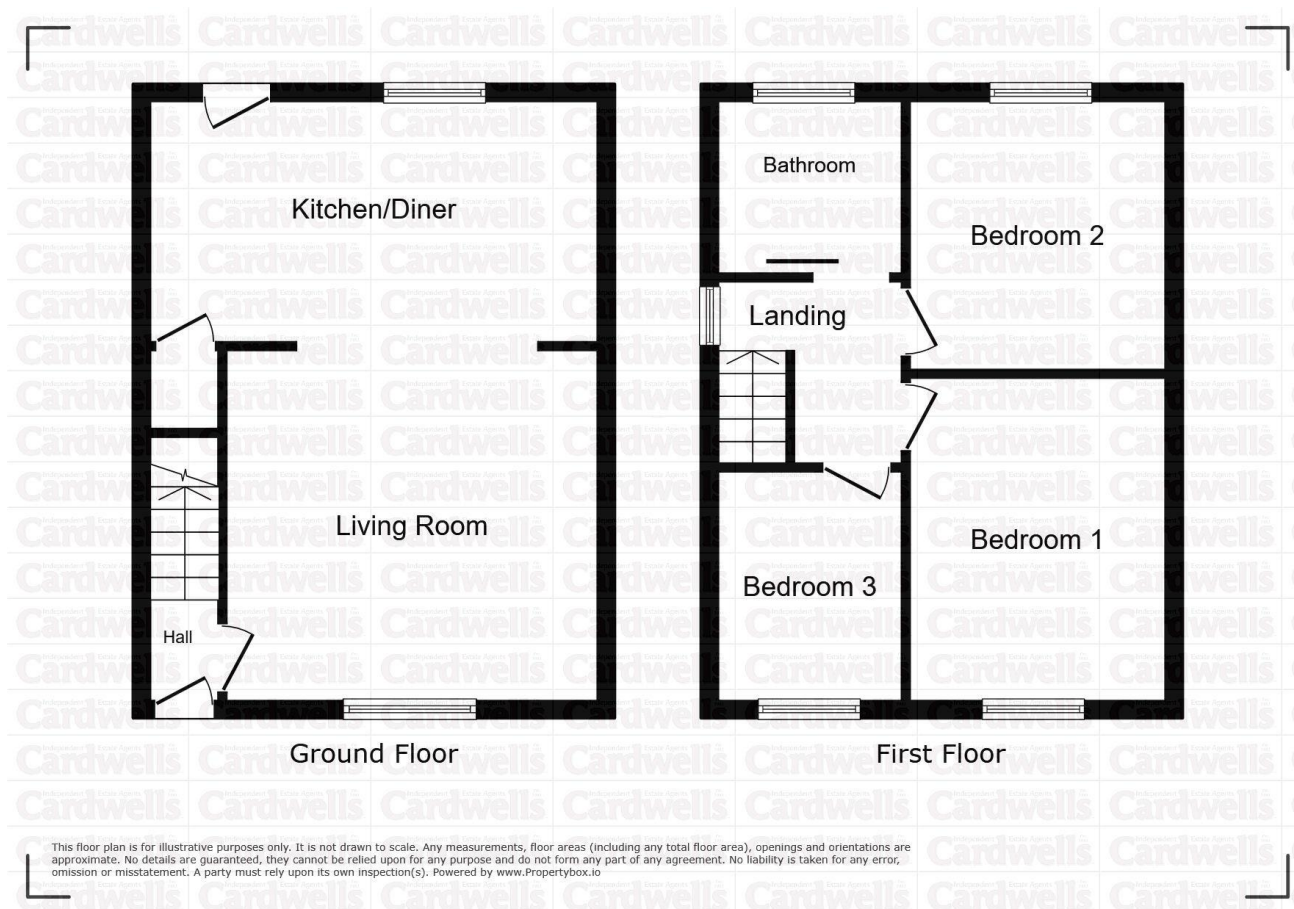 Kitchen/Diner
Living Room
Hall
Ground Floor
Bathroom
Bedroom 2
Landing
Bedroom 1
Bedroom 3
First Floor
This floor plan is for illustrative purposes only. It is not drawn to scale. Any measurements, floor areas (including any total floor area), openings and orientations are
approximate. No details are guaranteed, they cannot be relied upon for any purpose and do not form any part of any agreement. No liability is taken for any error,
omission or misstatement. A party must rely upon its own inspection(s). Powered by www.Propertybox.io
Independent Estate Agents
Cardwells